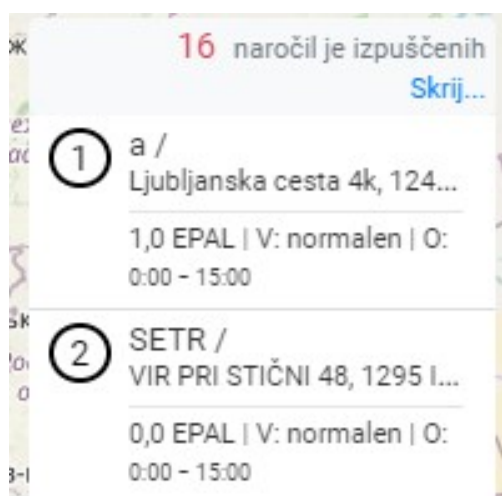 16 naročil je izpuščenih
Skrij...
1
a /
Ljubljanska cesta 4k, 124...
1,0 EPAL | V: normalen | O:
0:00 - 15:00
2
SETR /
VIR PRI STIČNI 48, 1295 I...
0,0 EPAL | V: normalen | O:
0:00 - 15:00